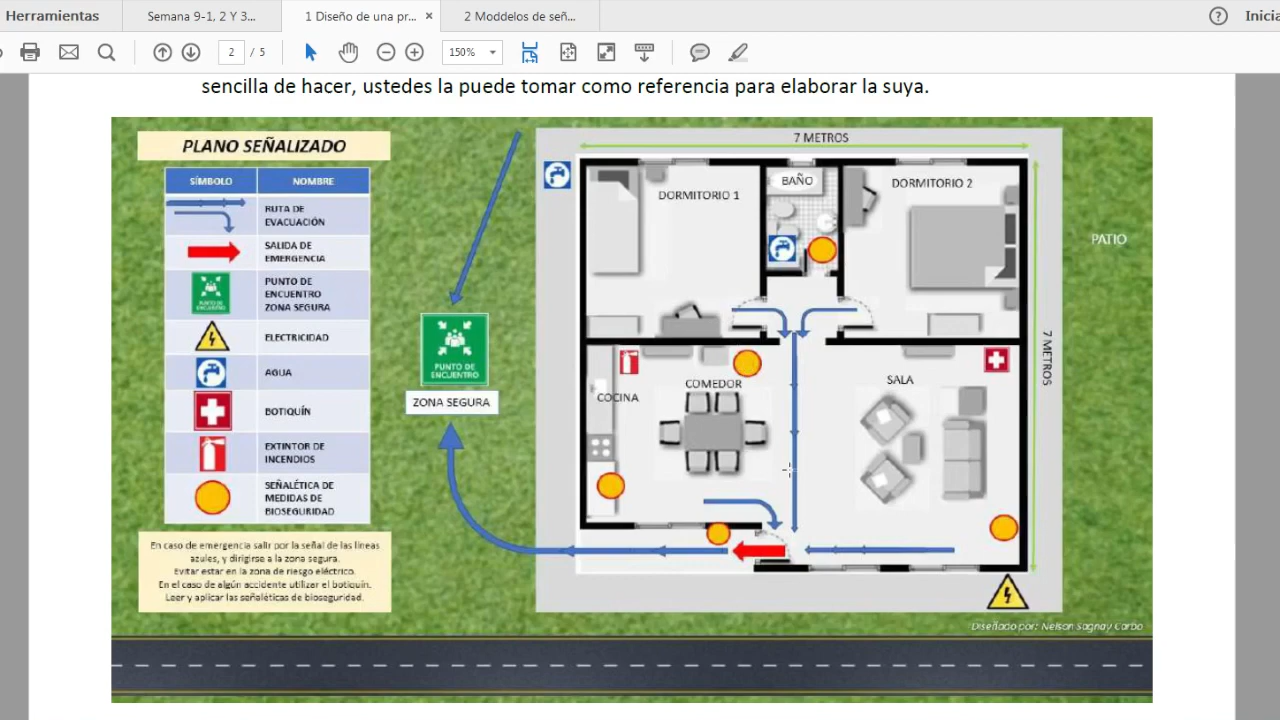 Herramientas
Semana 9-1, 2 Y 3...
1 Diseño de una pr...
2 Moddelos de señ...
Inicia
2 / 5
150%
sencilla de hacer, ustedes la puede tomar como referencia para elaborar la suya.
PLANO SEÑALIZADO
SÍMBOLO NOMBRE
RUTA DE
EVACUACIÓN
SALIDA DE
EMERGENCIA
PUNTO DE
ENCUENTRO
PUNTO DE
ENCUENTRO
ZONA SEGURA
ELECTRICIDAD
AGUA
BOTIQUÍN
EXTINTOR DE
INCENDIOS
SEÑALÉTICA DE
MEDIDAS DE
BIOSEGURIDAD
En caso de emergencia salir por la señal de las líneas
azules, y dirigirse a la zona segura.
Evitar estar en la zona de riesgo eléctrico.
En el caso de algún accidente utilizar el botiquín.
Leer y aplicar las señaléticas de bioseguridad.
PUNTO DE
ENCUENTRO
ZONA SEGURA
7 METROS
DORMITORIO 1
BAÑO
DORMITORIO 2
PATIO
7 METROS
COMEDOR
SALA
COCINA
Diseñado por: Nelson Sagnay Carbo